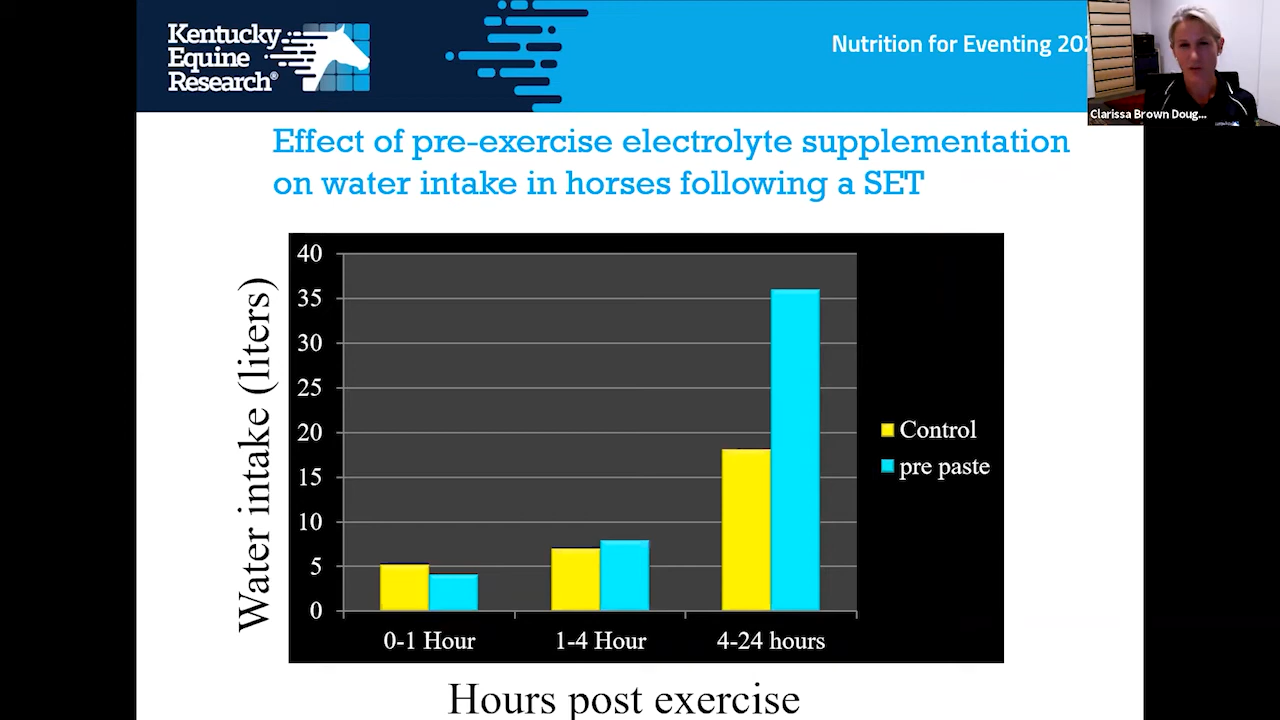 Kentucky
Equine
Research®
Nutrition for Eventing 202
Clarissa Brown Doug...
Effect of pre-exercise electrolyte supplementation
on water intake in horses following a SET
Water intake (liters)
40
35
30
25
20
15
10
5
0
0-1 Hour
1-4 Hour
4-24 hours
Control
pre paste
Hours post exercise